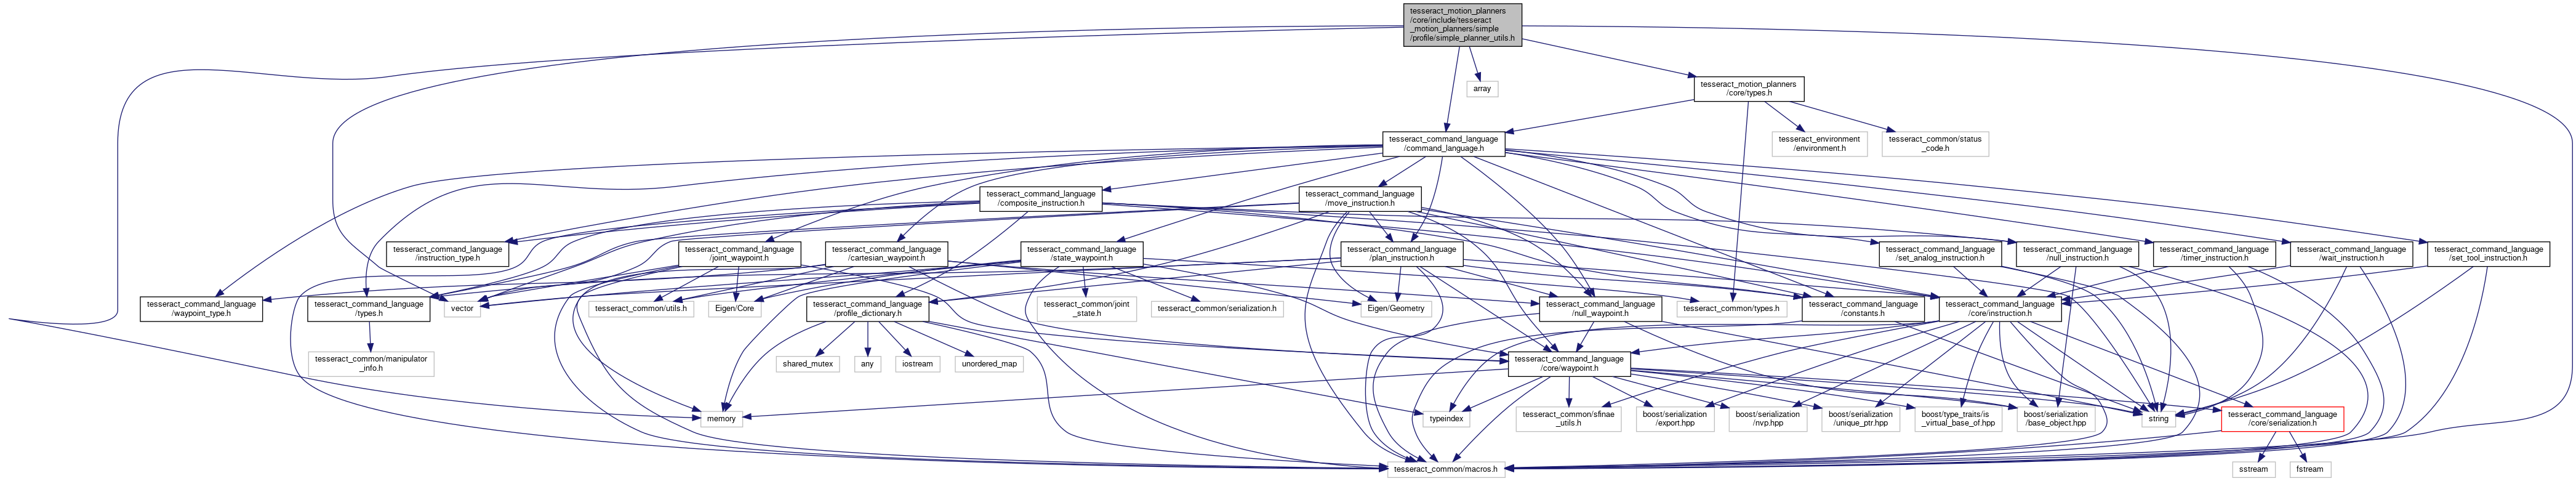 tesseract_motion_planners
/core/include/tesseract
_motion_planners/simple
/profile/simple_planner_utils.h
array
tesseract_motion_planners
/core/types.h
tesseract_command_language
/command_language.h
tesseract_environment
/environment.h
tesseract_common/status
_code.h
tesseract_command_language
/composite_instruction.h
tesseract_command_language
/move_instruction.h
tesseract_command_language
/instruction_type.h
tesseract_command_language
/joint_waypoint.h
tesseract_command_language
/cartesian_waypoint.h
tesseract_command_language
/state_waypoint.h
tesseract_command_language
/plan_instruction.h
tesseract_command_language
/set_analog_instruction.h
tesseract_command_language
/null_instruction.h
tesseract_command_language
/timer_instruction.h
tesseract_command_language
/wait_instruction.h
tesseract_command_language
/set_tool_instruction.h
tesseract_command_language
/waypoint_type.h
tesseract_command_language
/types.h
vector
tesseract_common/utils.h
Eigen/Core
tesseract_command_language
/profile_dictionary.h
tesseract_common/joint
_state.h
tesseract_common/serialization.h
Eigen/Geometry
tesseract_command_language
/null_waypoint.h
tesseract_common/types.h
tesseract_command_language
/constants.h
tesseract_command_language
/core/instruction.h
tesseract_common/manipulator
_info.h
shared_mutex
any
iostream
unordered_map
tesseract_command_language
/core/waypoint.h
memory
typeindex
tesseract_common/sfinae
_utils.h
boost/serialization
/export.hpp
boost/serialization
/nvp.hpp
boost/serialization
/unique_ptr.hpp
boost/type_traits/is
_virtual_base_of.hpp
boost/serialization
/base_object.hpp
string
tesseract_command_language
/core/serialization.h
tesseract_common/macros.h
sstream
fstream